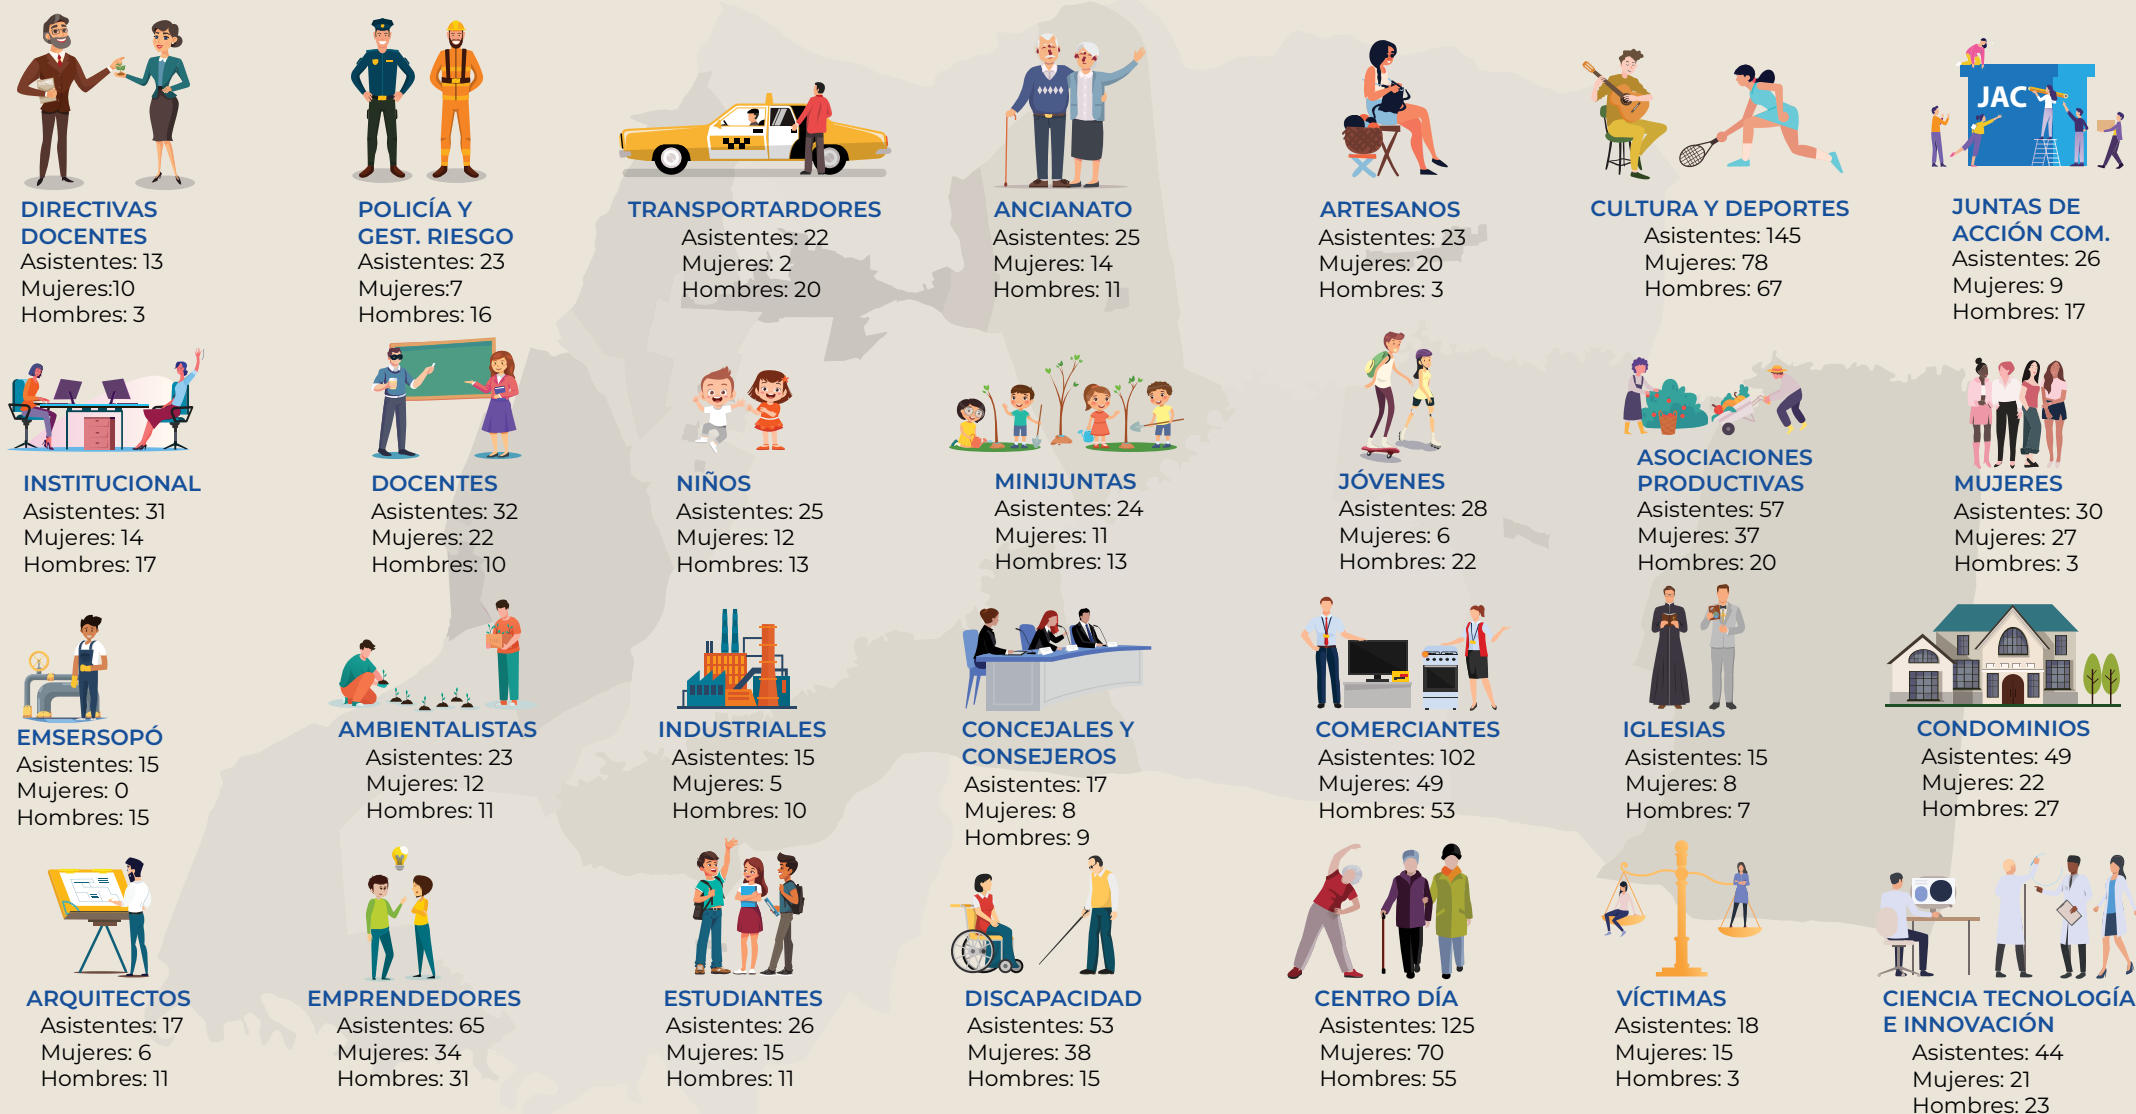 JAC
DIRECTIVAS
DOCENTES
Asistentes: 13
Mujeres:10
Hombres: 3
POLICÍA Y
GEST. RIESGO
Asistentes: 23
Mujeres:7
Hombres: 16
TRANSPORTARDORES
Asistentes: 22
Mujeres: 2
Hombres: 20
ANCIANATO
Asistentes: 25
Mujeres: 14
Hombres: 11
ARTESANOS
Asistentes: 23
Mujeres: 20
Hombres: 3
CULTURA Y DEPORTES
Asistentes: 145
Mujeres: 78
Hombres: 67
JUNTAS DE
ACCIÓN COM.
Asistentes: 26
Mujeres: 9
Hombres: 17
INSTITUCIONAL
Asistentes: 31
Mujeres: 14
Hombres: 17
DOCENTES
Asistentes: 32
Mujeres: 22
Hombres: 10
NIÑOS
Asistentes: 25
Mujeres: 12
Hombres: 13
MINIJUNTAS
Asistentes: 24
Mujeres: 11
Hombres: 13
JÓVENES
Asistentes: 28
Mujeres: 6
Hombres: 22
ASOCIACIONES
PRODUCTIVAS
Asistentes: 57
Mujeres: 37
Hombres: 20
MUJERES
Asistentes: 30
Mujeres: 27
Hombres: 3
EMSERSOPÓ
Asistentes: 15
Mujeres: 0
Hombres: 15
AMBIENTALISTAS
Asistentes: 23
Mujeres: 12
Hombres: 11
INDUSTRIALES
Asistentes: 15
Mujeres: 5
Hombres: 10
CONCEJALES Y
CONSEJEROS
Asistentes: 17
Mujeres: 8
Hombres: 9
COMERCIANTES
Asistentes: 102
Mujeres: 49
Hombres: 53
IGLESIAS
Asistentes: 15
Mujeres: 8
Hombres: 7
CONDOMINIOS
Asistentes: 49
Mujeres: 22
Hombres: 27
ARQUITECTOS
Asistentes: 17
Mujeres: 6
Hombres: 11
EMPRENDEDORES
Asistentes: 65
Mujeres: 34
Hombres: 31
ESTUDIANTES
Asistentes: 26
Mujeres: 15
Hombres: 11
DISCAPACIDAD
Asistentes: 53
Mujeres: 38
Hombres: 15
CENTRO DÍA
Asistentes: 125
Mujeres: 70
Hombres: 55
VÍCTIMAS
Asistentes: 18
Mujeres: 15
Hombres: 3
CIENCIA TECNOLOGÍA
E INNOVACIÓN
Asistentes: 44
Mujeres: 21
Hombres: 23